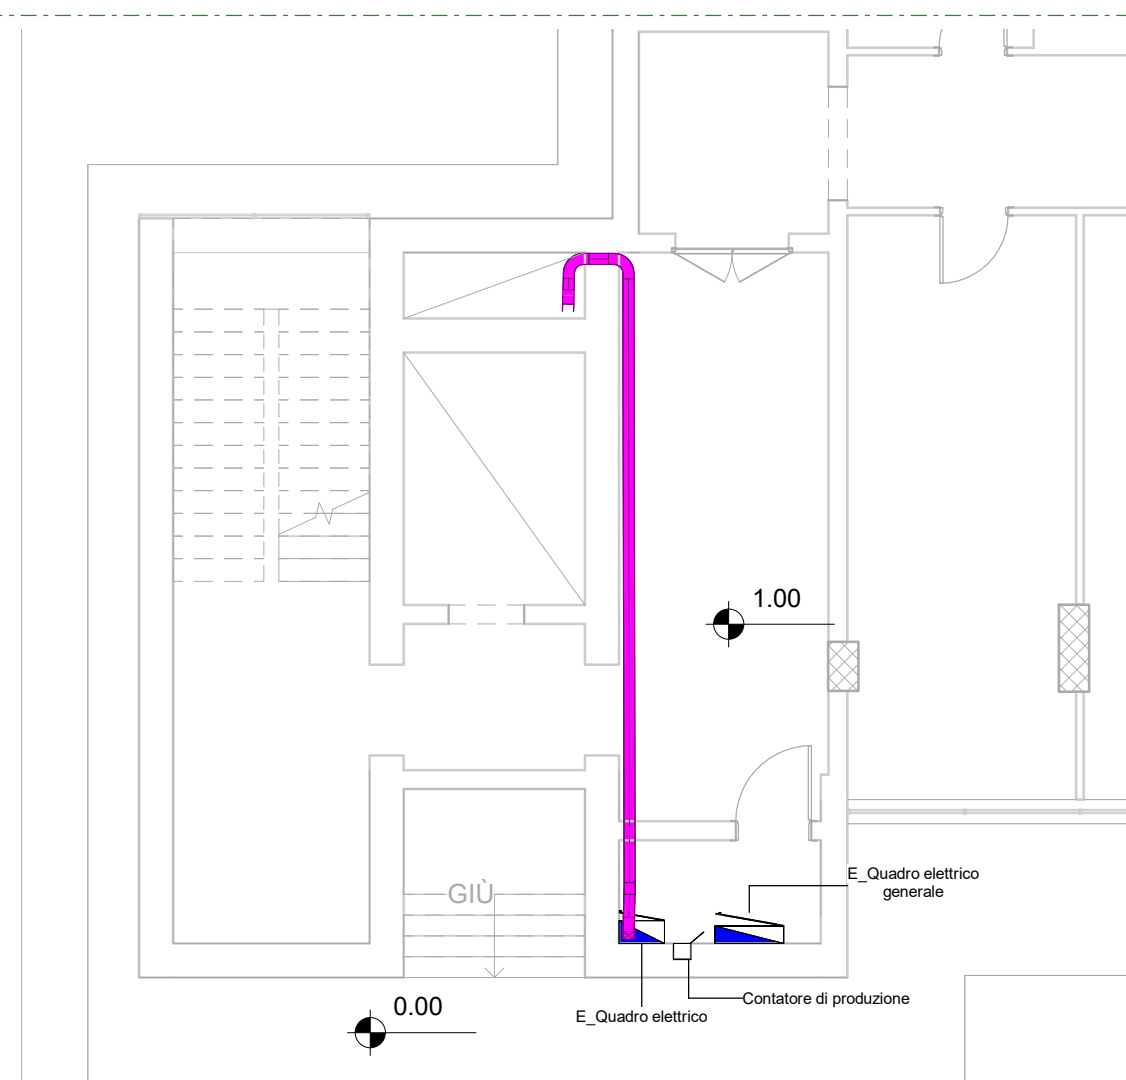 1.00
E_Quadro elettrico
generale
GIÙ
Contatore di produzione
0.00
E_Quadro elettrico